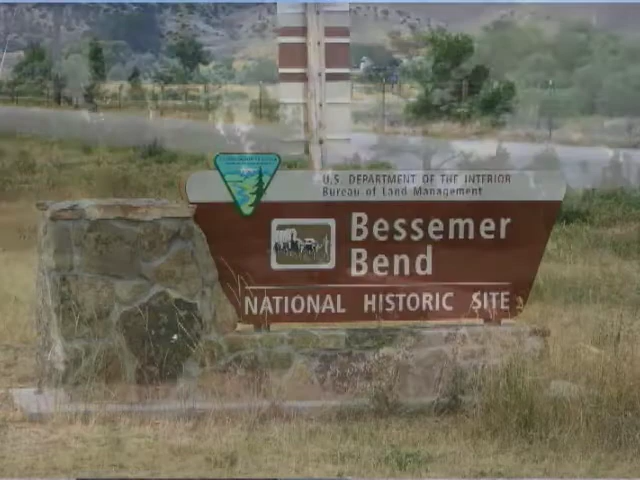 U.S. DEPARTMENT OF THE INTERIOR
Bureau of Land Management
Bessemer
Bend
NATIONAL HISTORIC SITE